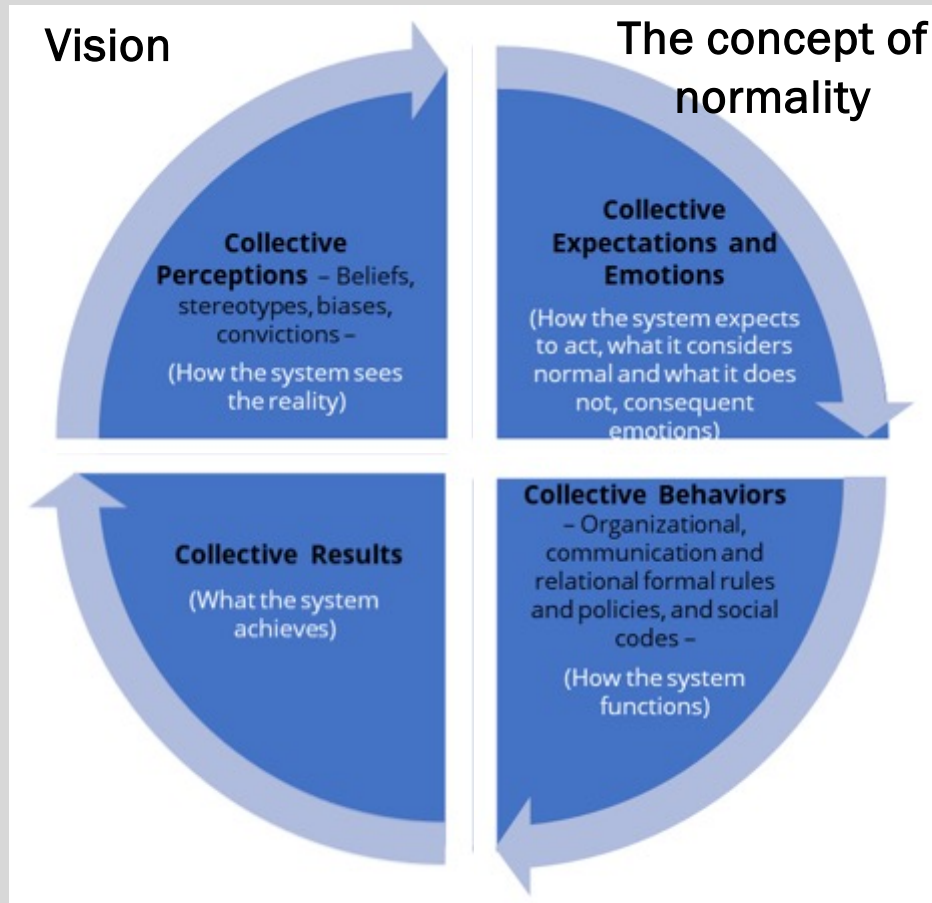 Vision
The concept of
normality
Collective
Perceptions – Beliefs,
stereotypes, biases,
convictions –
(How the system sees
the reality)
Collective
Expectations and
Emotions
(How the system expects
to act, what it considers
normal and what it does
not, consequent
emotions)
Collective Results
(What the system
achieves)
Collective Behaviors
– Organizational,
communication and
relational formal rules
and policies, and social
codes –
(How the system
functions)